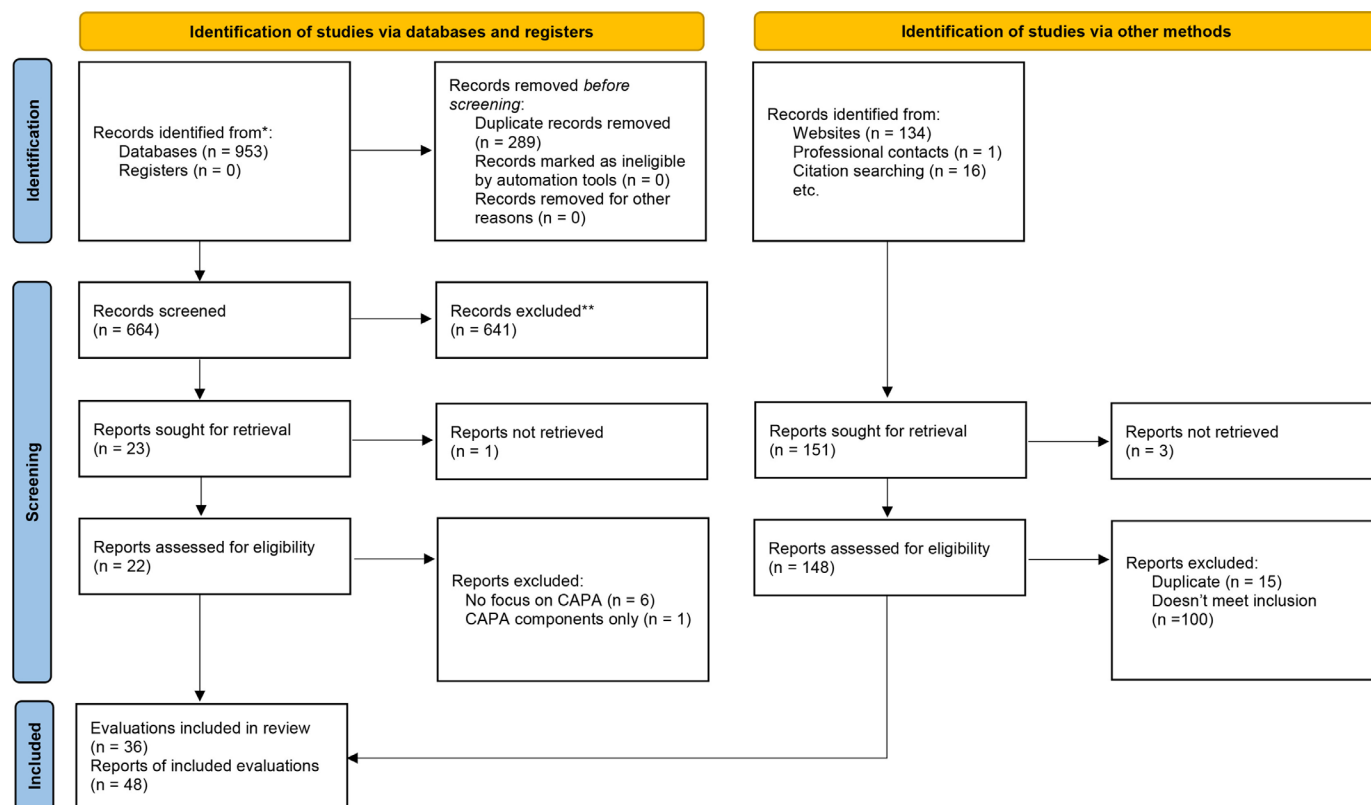 Identification of studies via databases and registers
Identification of studies via other methods
Identification
Records identified from*:
Databases (n = 953)
Registers (n = 0)
Records removed before
screening:
Duplicate records removed
(n = 289)
Records marked as ineligible
by automation tools (n = 0)
Records removed for other
reasons (n = 0)
Records identified from:
Websites (n = 134)
Professional contacts (n = 1)
Citation searching (n = 16)
etc.
Screening
Records screened
(n = 664)
Records excluded**
(n = 641)
Reports sought for retrieval
(n = 23)
Reports not retrieved
(n = 1)
Reports sought for retrieval
(n = 151)
Reports not retrieved
(n = 3)
Reports assessed for eligibility
(n = 22)
Reports excluded:
No focus on CAPA (n = 6)
CAPA components only (n = 1)
Reports assessed for eligibility
(n = 148)
Reports excluded:
Duplicate (n = 15)
Doesn’t meet inclusion
(n =100)
Included
Evaluations included in review
(n = 36)
Reports of included evaluations
(n = 48)